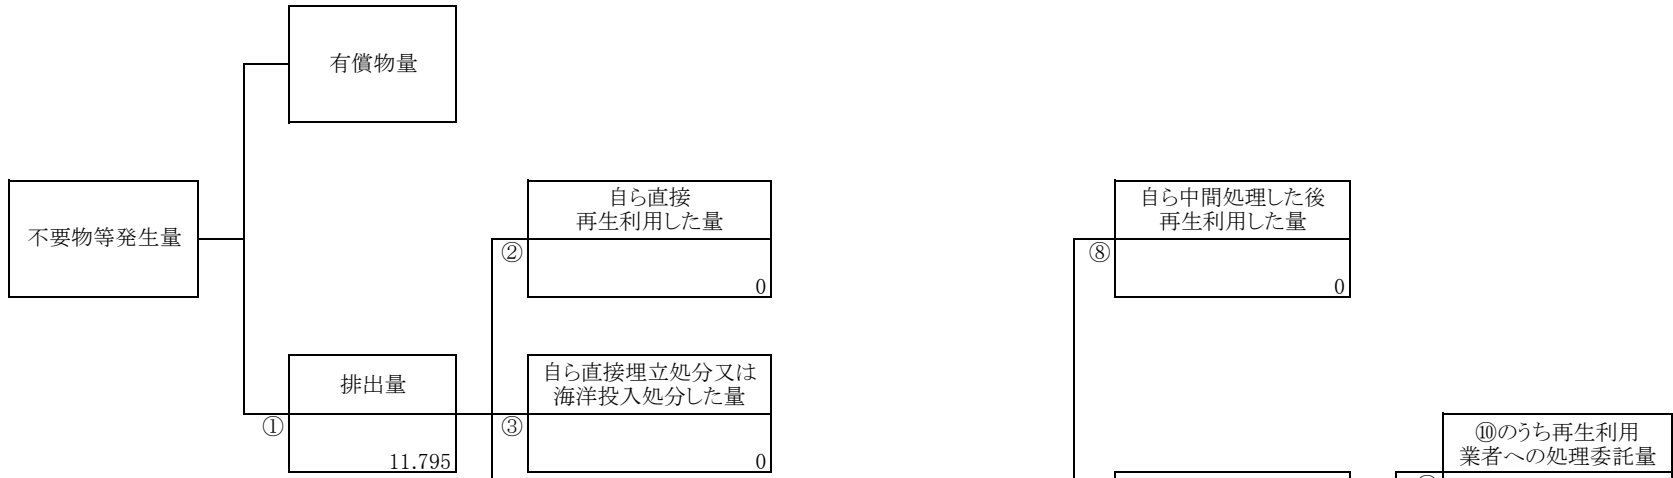 有償物量
不要物等発生量
自ら直接
再生利用した量
②
0
自ら中間処理した後
再生利用した量
⑧
0
排出量
①
11.795
自ら直接埋立処分又は
海洋投入処分した量
③
0
⑩のうち再生利用
業者への処理委託量